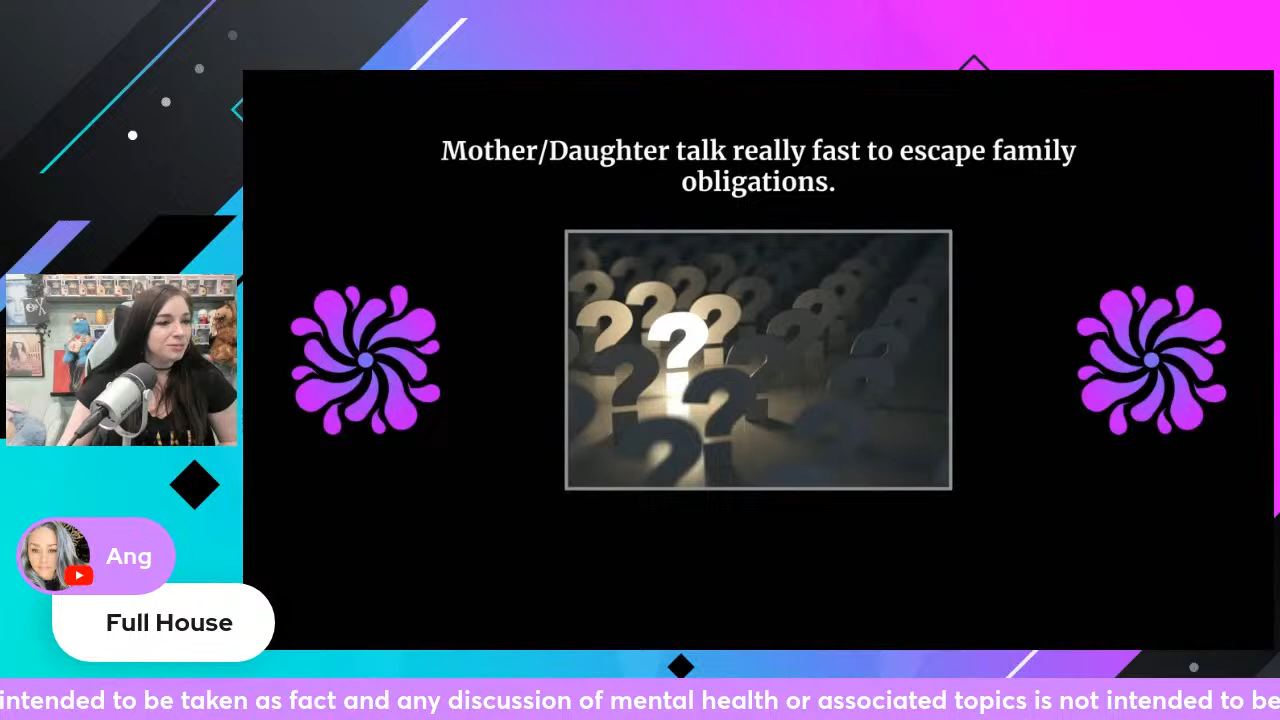 Mother/Daughter talk really fast to escape family
obligations.
Ang
Full House
intended to be taken as fact and any discussion of mental health or associated topics is not intended to be